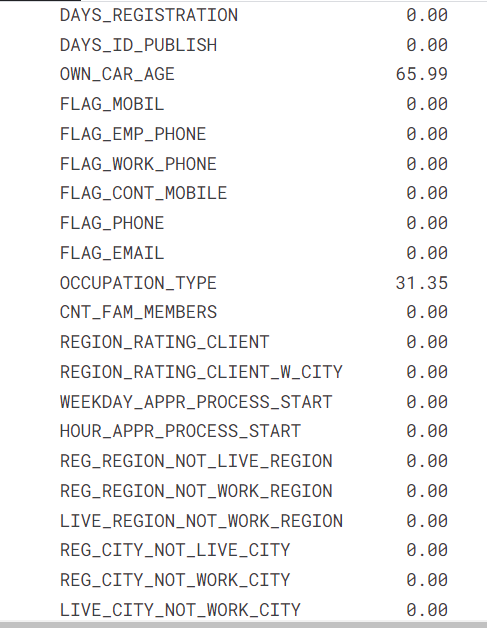 DAYS_REGISTRATION 0.00
DAYS_ID_PUBLISH 0.00
OWN_CAR_AGE 65.99
FLAG_MOBIL 0.00
FLAG_EMP_PHONE 0.00
FLAG_WORK_PHONE 0.00
FLAG_CONT_MOBILE 0.00
FLAG_PHONE 0.00
FLAG_EMAIL 0.00
OCCUPATION_TYPE 31.35
CNT_FAM_MEMBERS 0.00
REGION_RATING_CLIENT 0.00
REGION_RATING_CLIENT_W_CITY 0.00
WEEKDAY_APPR_PROCESS_START 0.00
HOUR_APPR_PROCESS_START 0.00
REG_REGION_NOT_LIVE_REGION 0.00
REG_REGION_NOT_WORK_REGION 0.00
LIVE_REGION_NOT_WORK_REGION 0.00
REG_CITY_NOT_LIVE_CITY 0.00
REG_CITY_NOT_WORK_CITY 0.00
LIVE_CITY_NOT_WORK_CITY 0.00